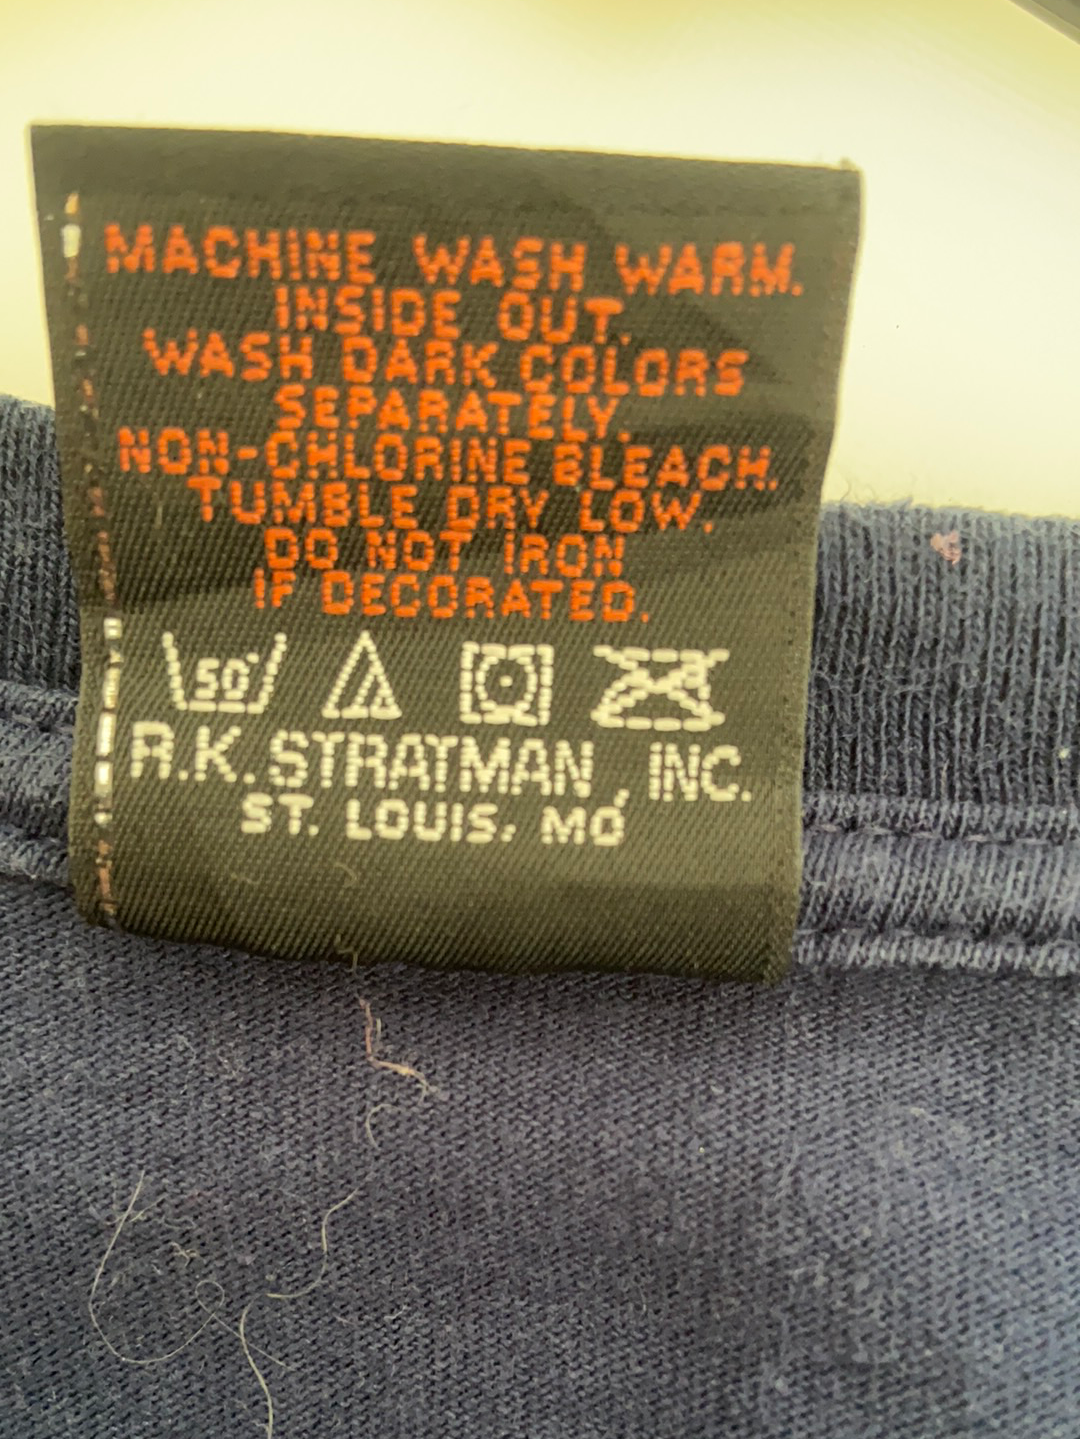 MACHINE WASH WARM.
INSIDE OUT.
WASH DARK COLORS
SEPARATELY.
NON-CHLORINE BLEACH.
TUMBLE DRY LOW.
DO NOT IRON
IF DECORATED.
50°
R.K. STRATMAN, INC.
ST. LOUIS, MO